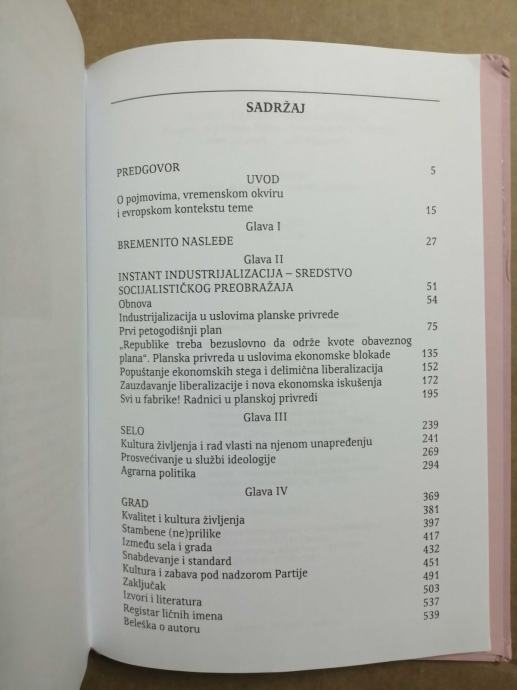 SADRŽAJ
PREDGOVOR 5
UVOD
O pojmovima, vremenskom okviru
i evropskom kontekstu teme 15
Glava I
BREMENITO NASLEĐE 27
Glava II
INSTANT INDUSTRIJALIZACIJA – SREDSTVO
SOCIJALISTIČKOG PREOBRAŽAJA 51
Obnova 54
Industrijalizacija u uslovima planske privrede
Prvi petogodišnji plan 75
„Republike treba bezuslovno da održe kvote obaveznog
plana“. Planska privreda u uslovima ekonomske blokade 135
Popuštanje ekonomskih stega i delimična liberalizacija 152
Zauzdavanje liberalizacije i nova ekonomska iskušenja 172
Svi u fabrike! Radnici u planskoj privredi 195
Glava III
SELO 239
Kultura življenja i rad vlasti na njenom unapređenju 241
Prosvećivanje u službi ideologije 269
Agrarna politika 294
Glava IV
GRAD 369
Kvalitet i kultura življenja 381
Stambene (ne)prilike 397
Između sela i grada 417
Snabdevanje i standard 432
Kultura i zabava pod nadzorom Partije 451
Zaključak 491
Izvori i literatura 503
Registar ličnih imena 537
Beleška o autoru 539